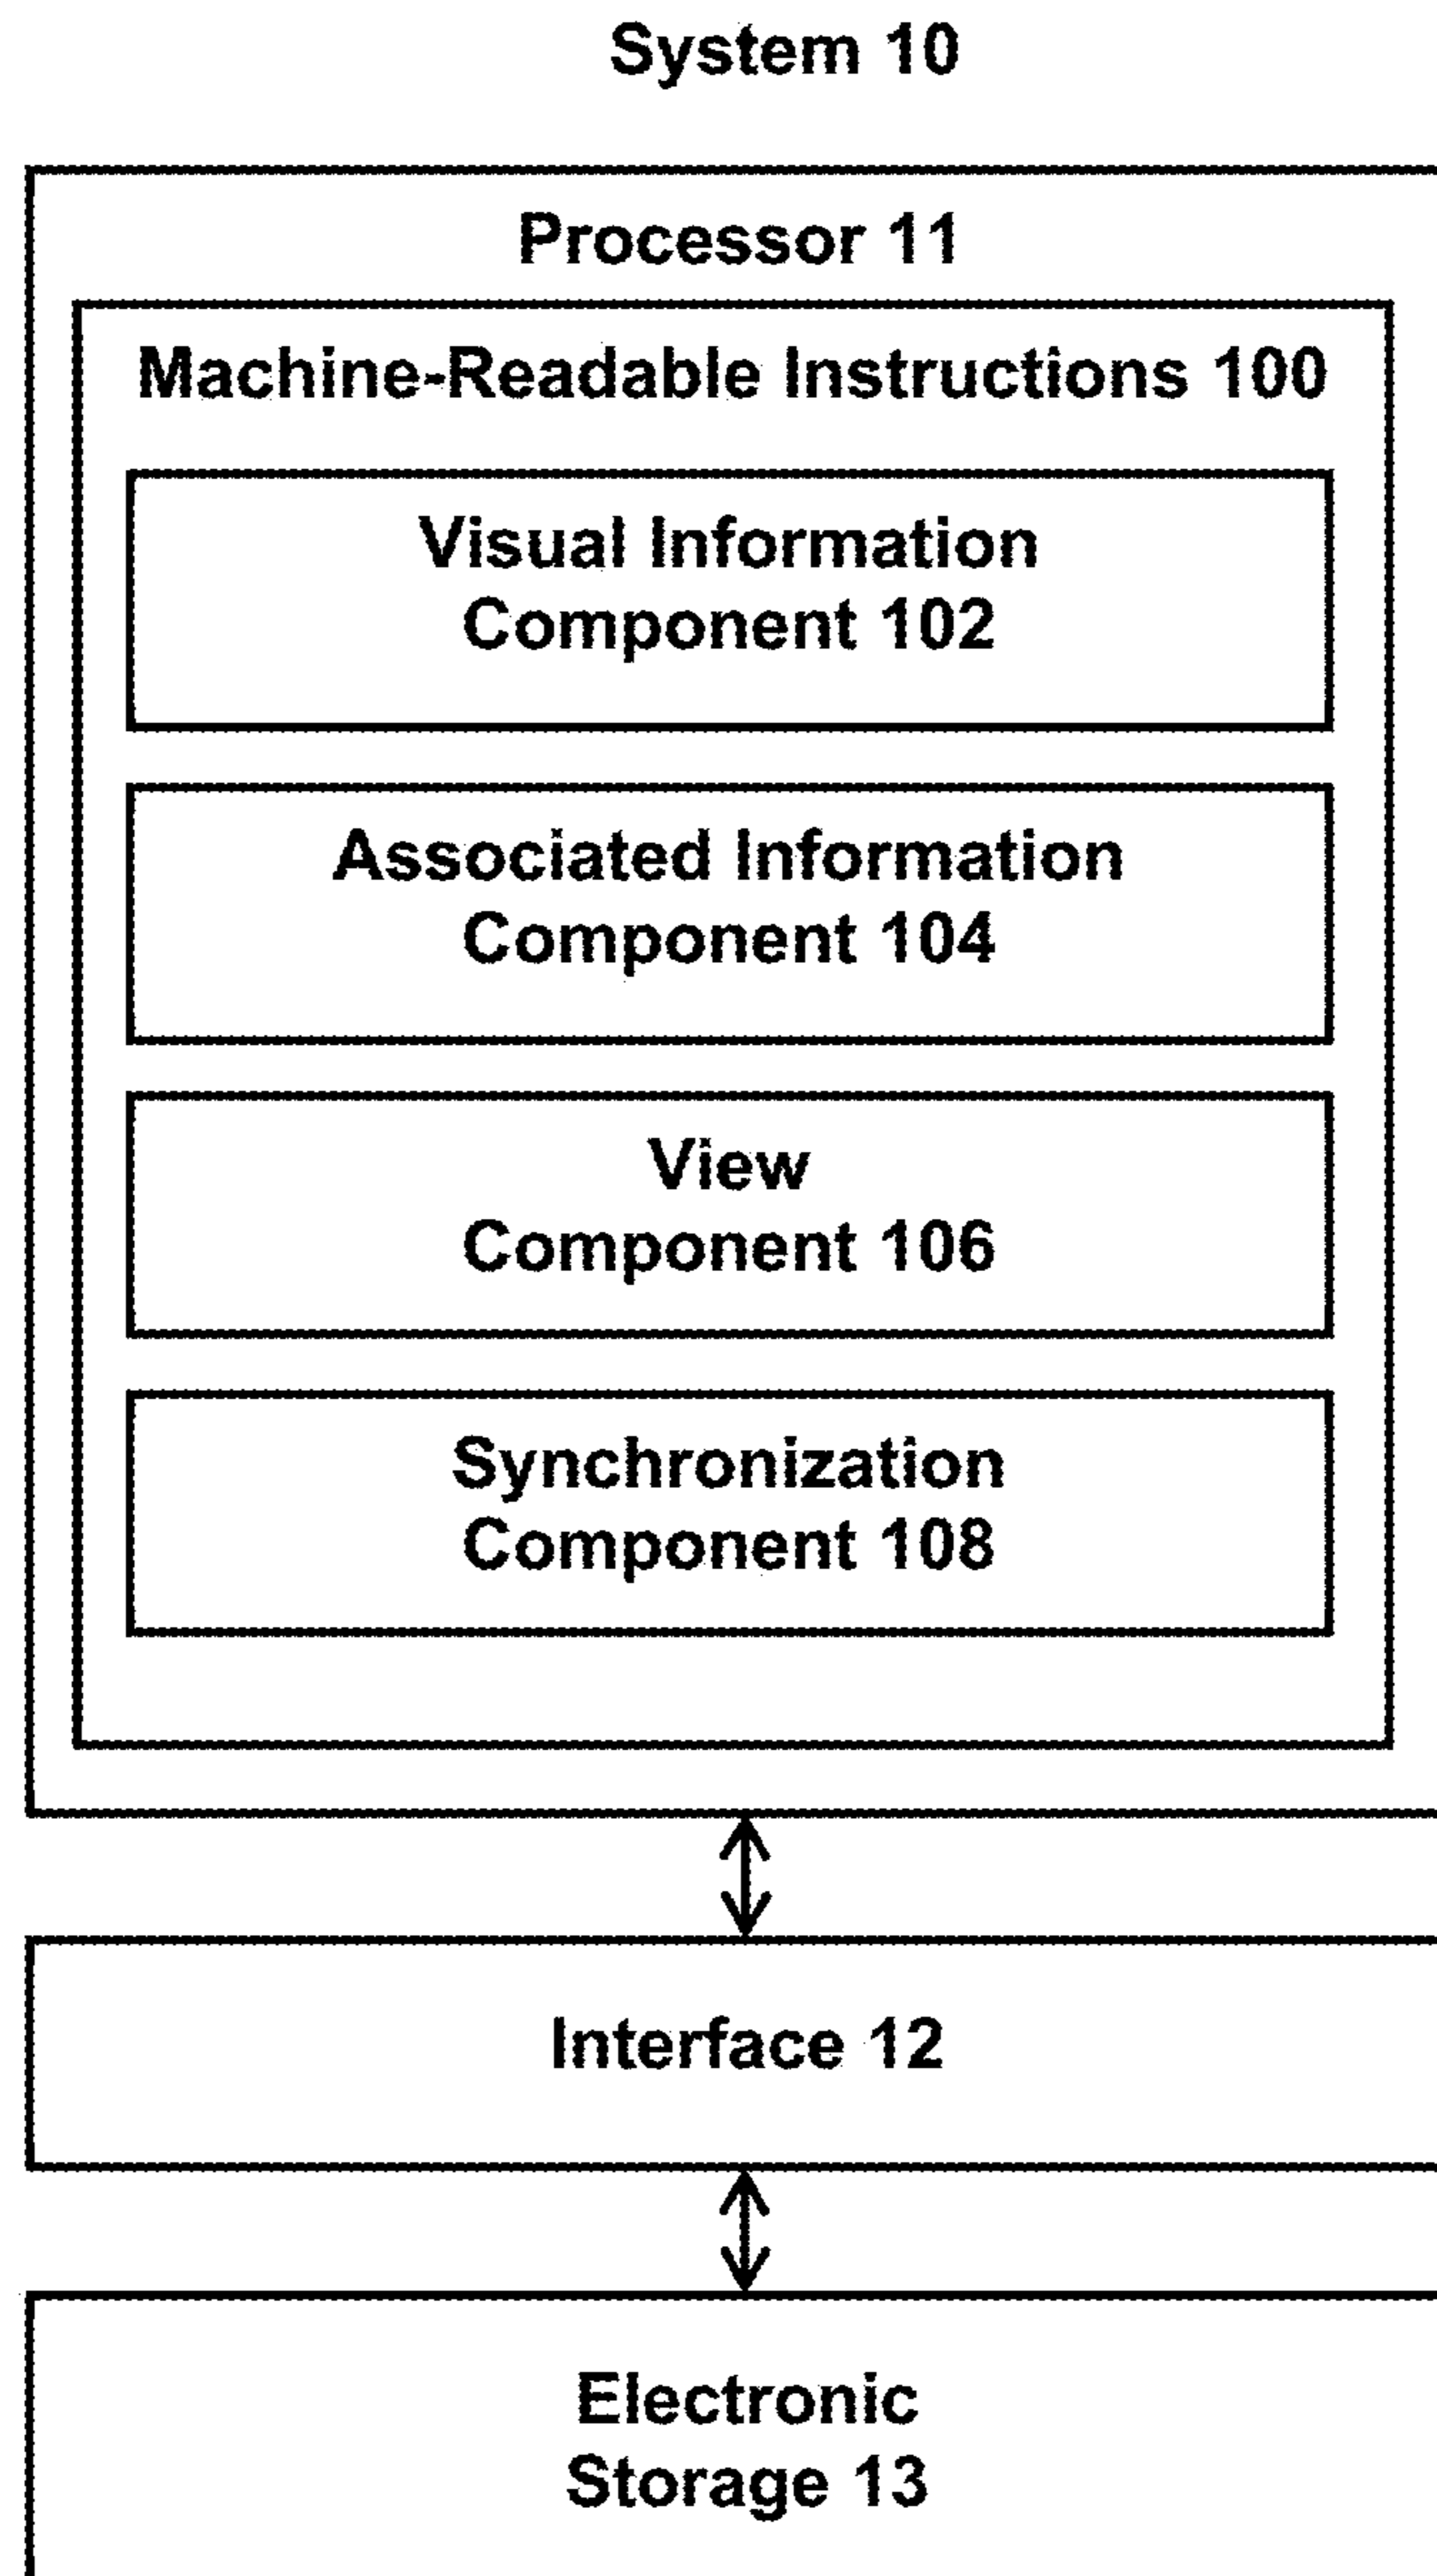 System 10
Processor 11
Machine-Readable Instructions 100
Visual Information
Component 102
Associated Information
Component 104
View
Component 106
Synchronization
Component 108
Interface 12
Electronic
Storage 13